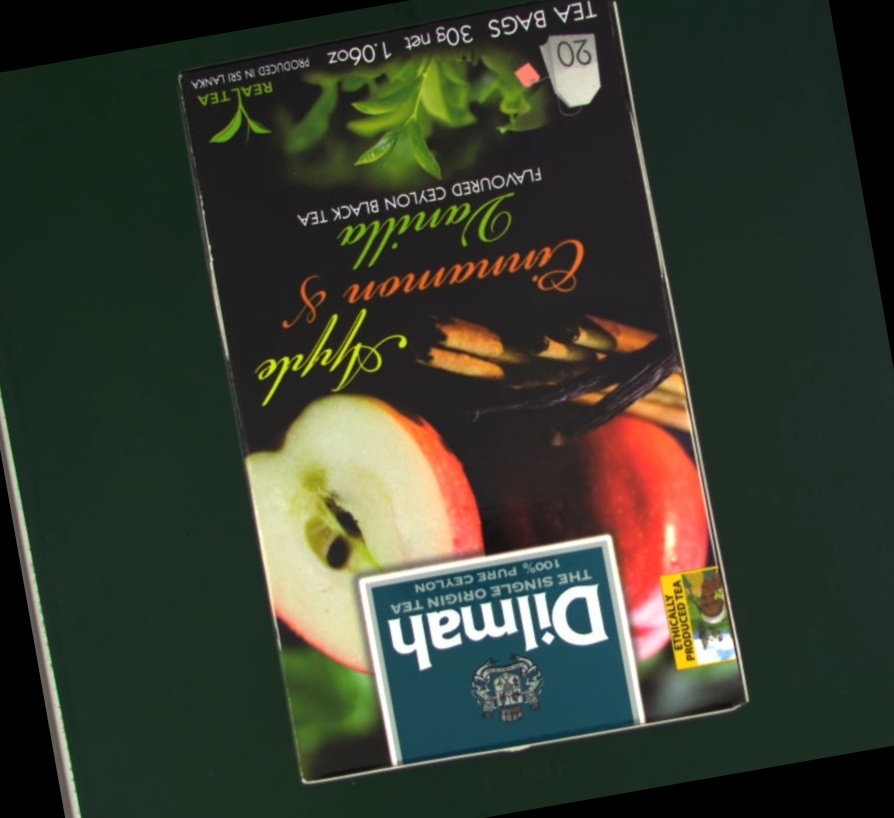 Dilmah
THE SINGLE ORIGIN TEA
100% PURE CEYLON
ETHICALLY
PRODUCED TEA
Apple
Cinnamon &
Vanilla
FLAVOURED CEYLON BLACK TEA
REAL TEA
PRODUCED IN SRI LANKA
20
TEA BAGS 30g net 1.06oz